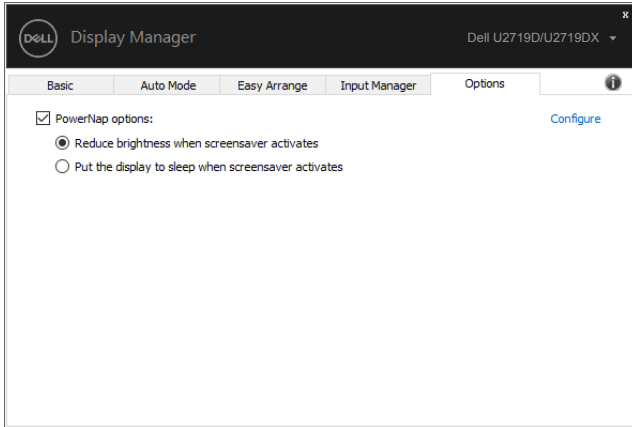 x
DELL Display Manager Dell U2719D/U2719DX
Basic Auto Mode Easy Arrange Input Manager Options
PowerNap options: Configure
Reduce brightness when screensaver activates
Put the display to sleep when screensaver activates